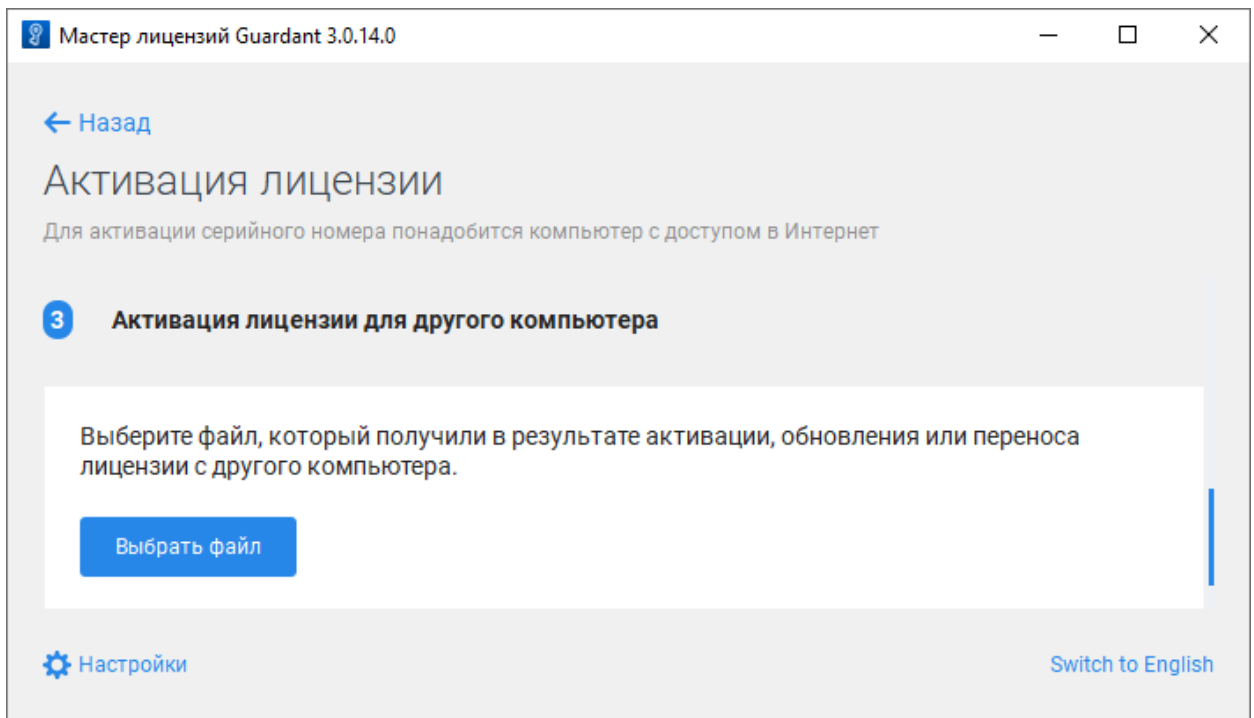 Мастер лицензий Guardant 3.0.14.0
Назад
Активация лицензии
Для активации серийного номера понадобится компьютер с доступом в Интернет
3 Активация лицензии для другого компьютера
Выберите файл, который получили в результате активации, обновления или переноса
лицензии с другого компьютера.
Выбрать файл
Настройки Switch to English